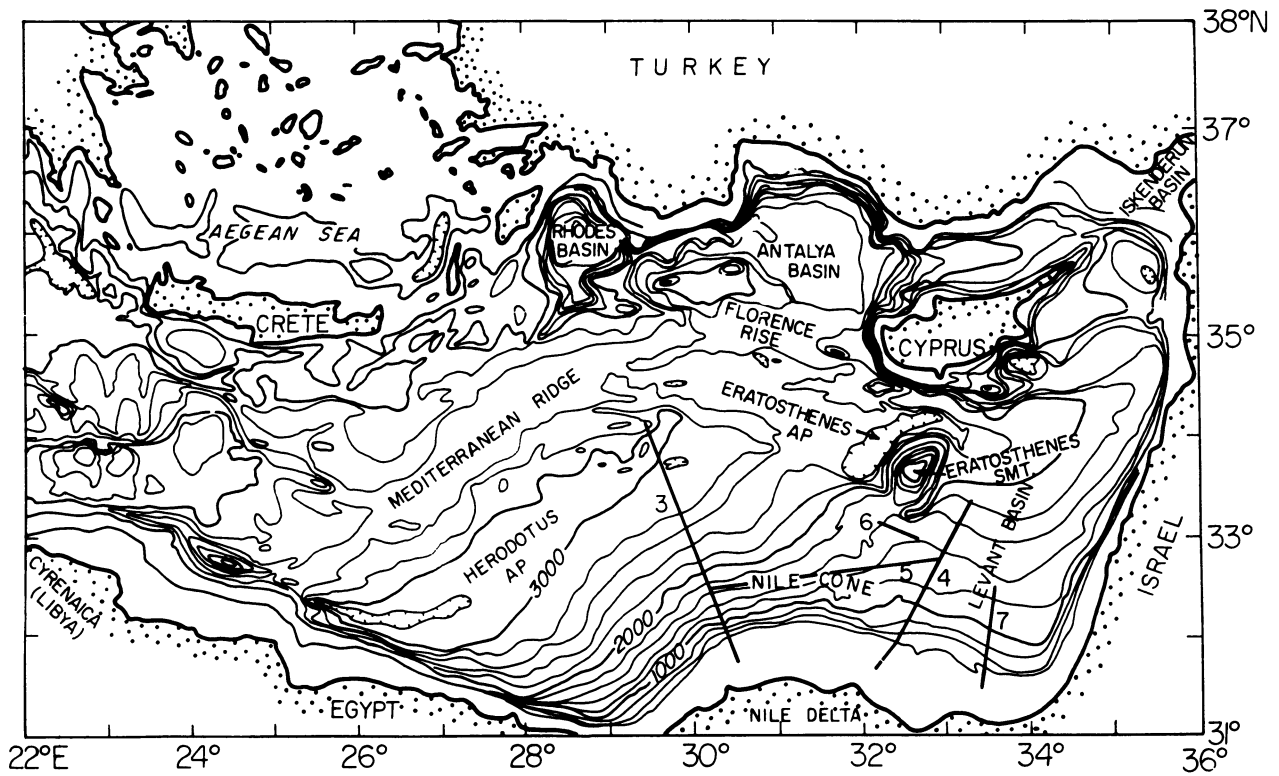 38°N
TURKEY
37°
ISKENDERUN
BASIN
RHODES
BASIN
AEGEAN SEA
ANTALYA
BASIN
CRETE
FLORENCE
RISE
CYPRUS
35°
MEDITERRANEAN RIDGE
ERATOSTHENES
AP
ERATOSTHENES
SMT.
3
6
33°
HERODOTUS
AP
3000
NILE CONE
5
4
LEVANT BASIN
ISRAEL
CYRENAICA
(LIBYA)
7
2000
1000
EGYPT
NILE DELTA
31°
22°E
24°
26°
28°
30°
32°
34°
36°